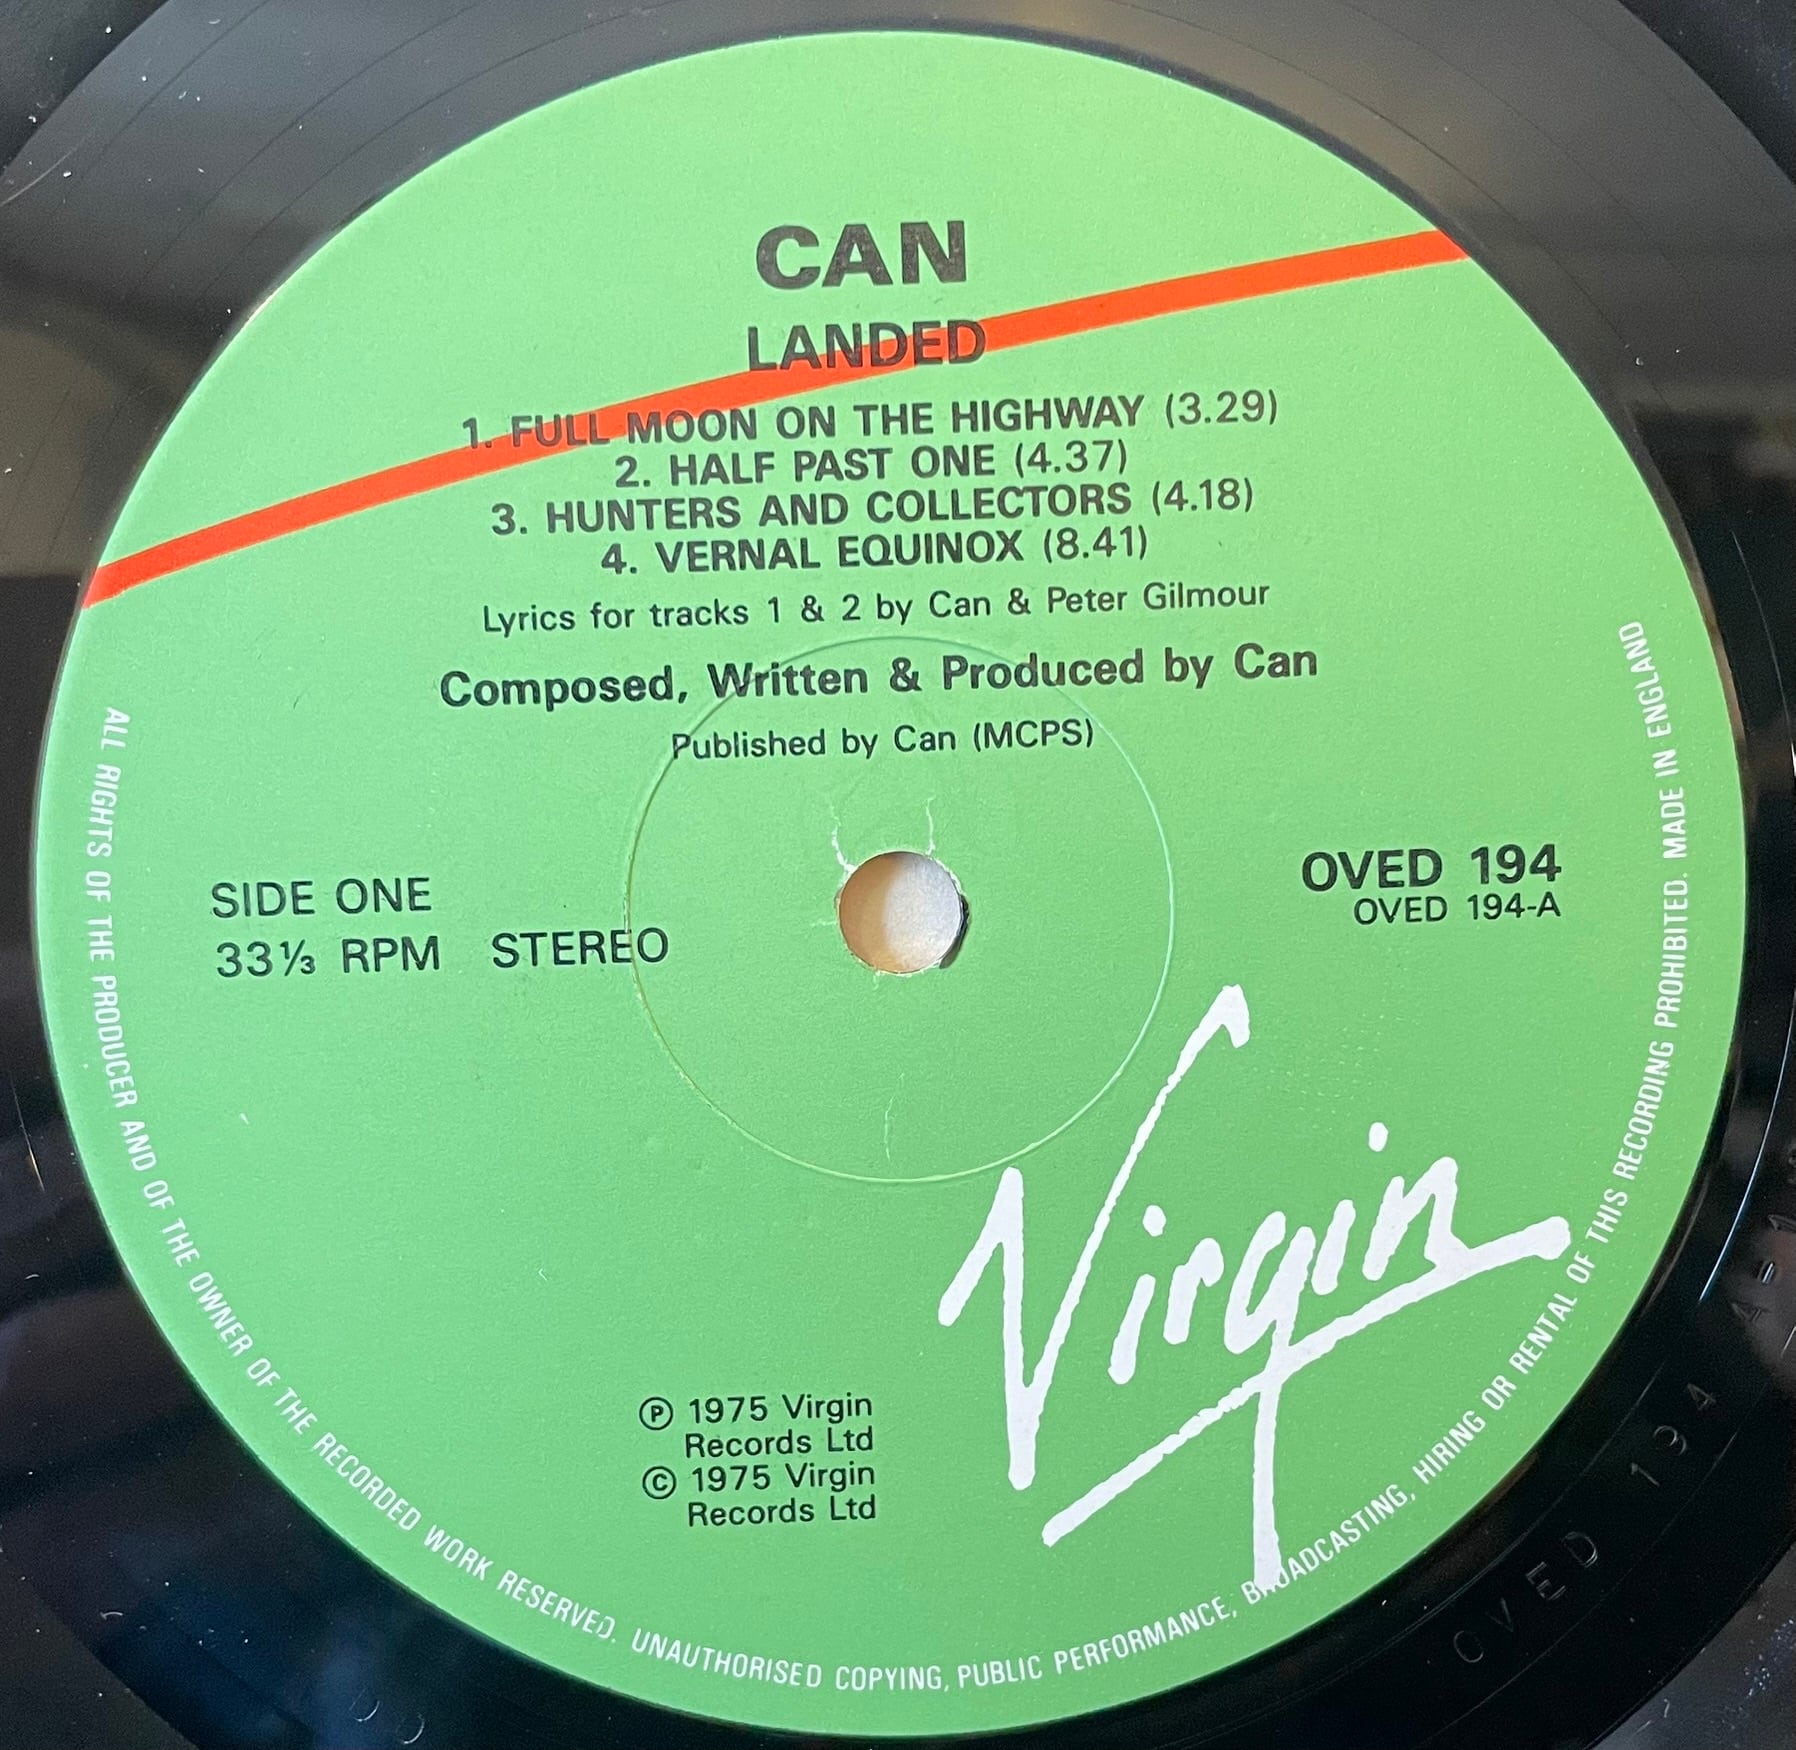 CAN
LANDED
1. FULL MOON ON THE HIGHWAY (3.29)
2. HALF PAST ONE (4.37)
3. HUNTERS AND COLLECTORS (4.18)
4. VERNAL EQUINOX (8.41)
Lyrics for tracks 1 & 2 by Can & Peter Gilmour
Composed, Written & Produced by Can
Published by Can (MCPS)
SIDE ONE
33⅓ RPM STEREO
OVED 194
OVED 194-A
Virgin
Ⓟ 1975 Virgin
Records Ltd
© 1975 Virgin
Records Ltd
ALL RIGHTS OF THE PRODUCER AND OF THE OWNER OF THE RECORDED WORK RESERVED. UNAUTHORISED COPYING, PUBLIC PERFORMANCE, BROADCASTING, HIRING OR RENTAL OF THIS RECORDING PROHIBITED. MADE IN ENGLAND
OVED 194